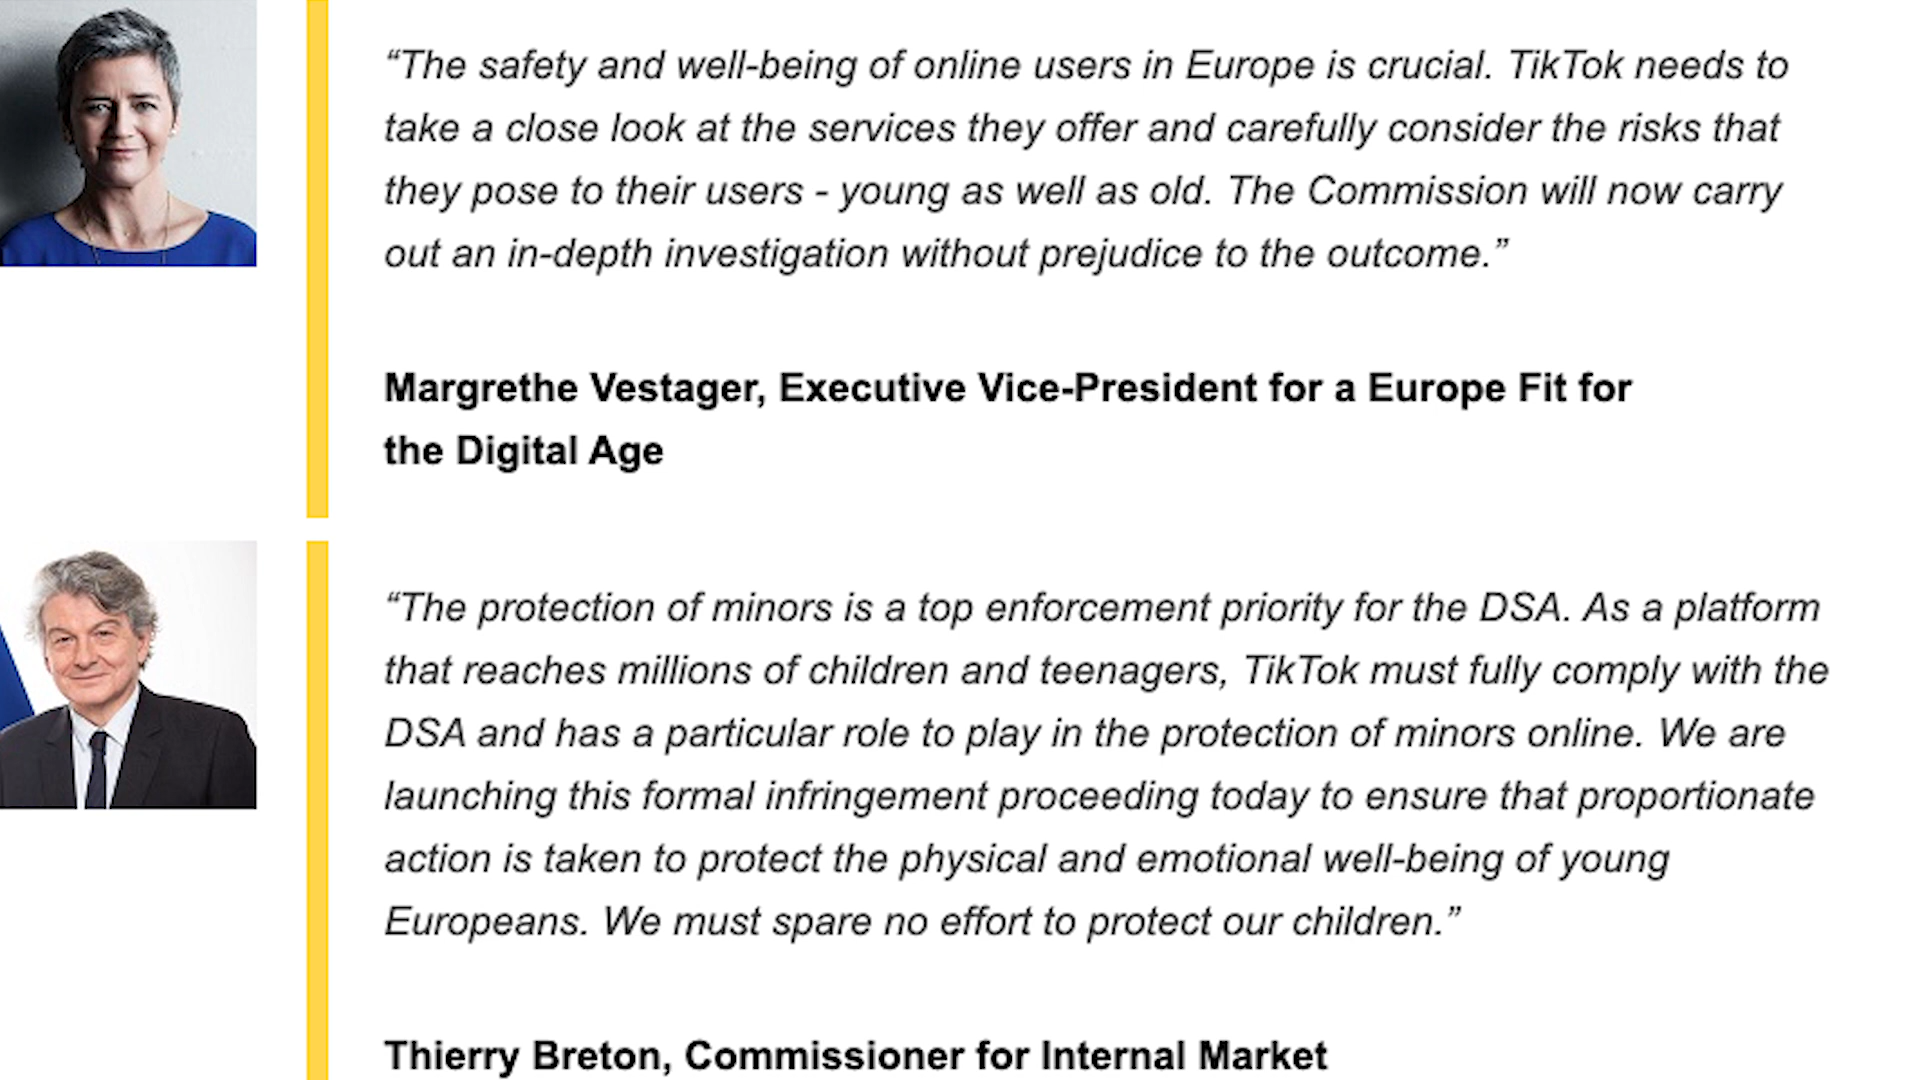 “The safety and well-being of online users in Europe is crucial. TikTok needs to
take a close look at the services they offer and carefully consider the risks that
they pose to their users - young as well as old. The Commission will now carry
out an in-depth investigation without prejudice to the outcome.”
Margrethe Vestager, Executive Vice-President for a Europe Fit for
the Digital Age
“The protection of minors is a top enforcement priority for the DSA. As a platform
that reaches millions of children and teenagers, TikTok must fully comply with the
DSA and has a particular role to play in the protection of minors online. We are
launching this formal infringement proceeding today to ensure that proportionate
action is taken to protect the physical and emotional well-being of young
Europeans. We must spare no effort to protect our children.”
Thierry Breton, Commissioner for Internal Market